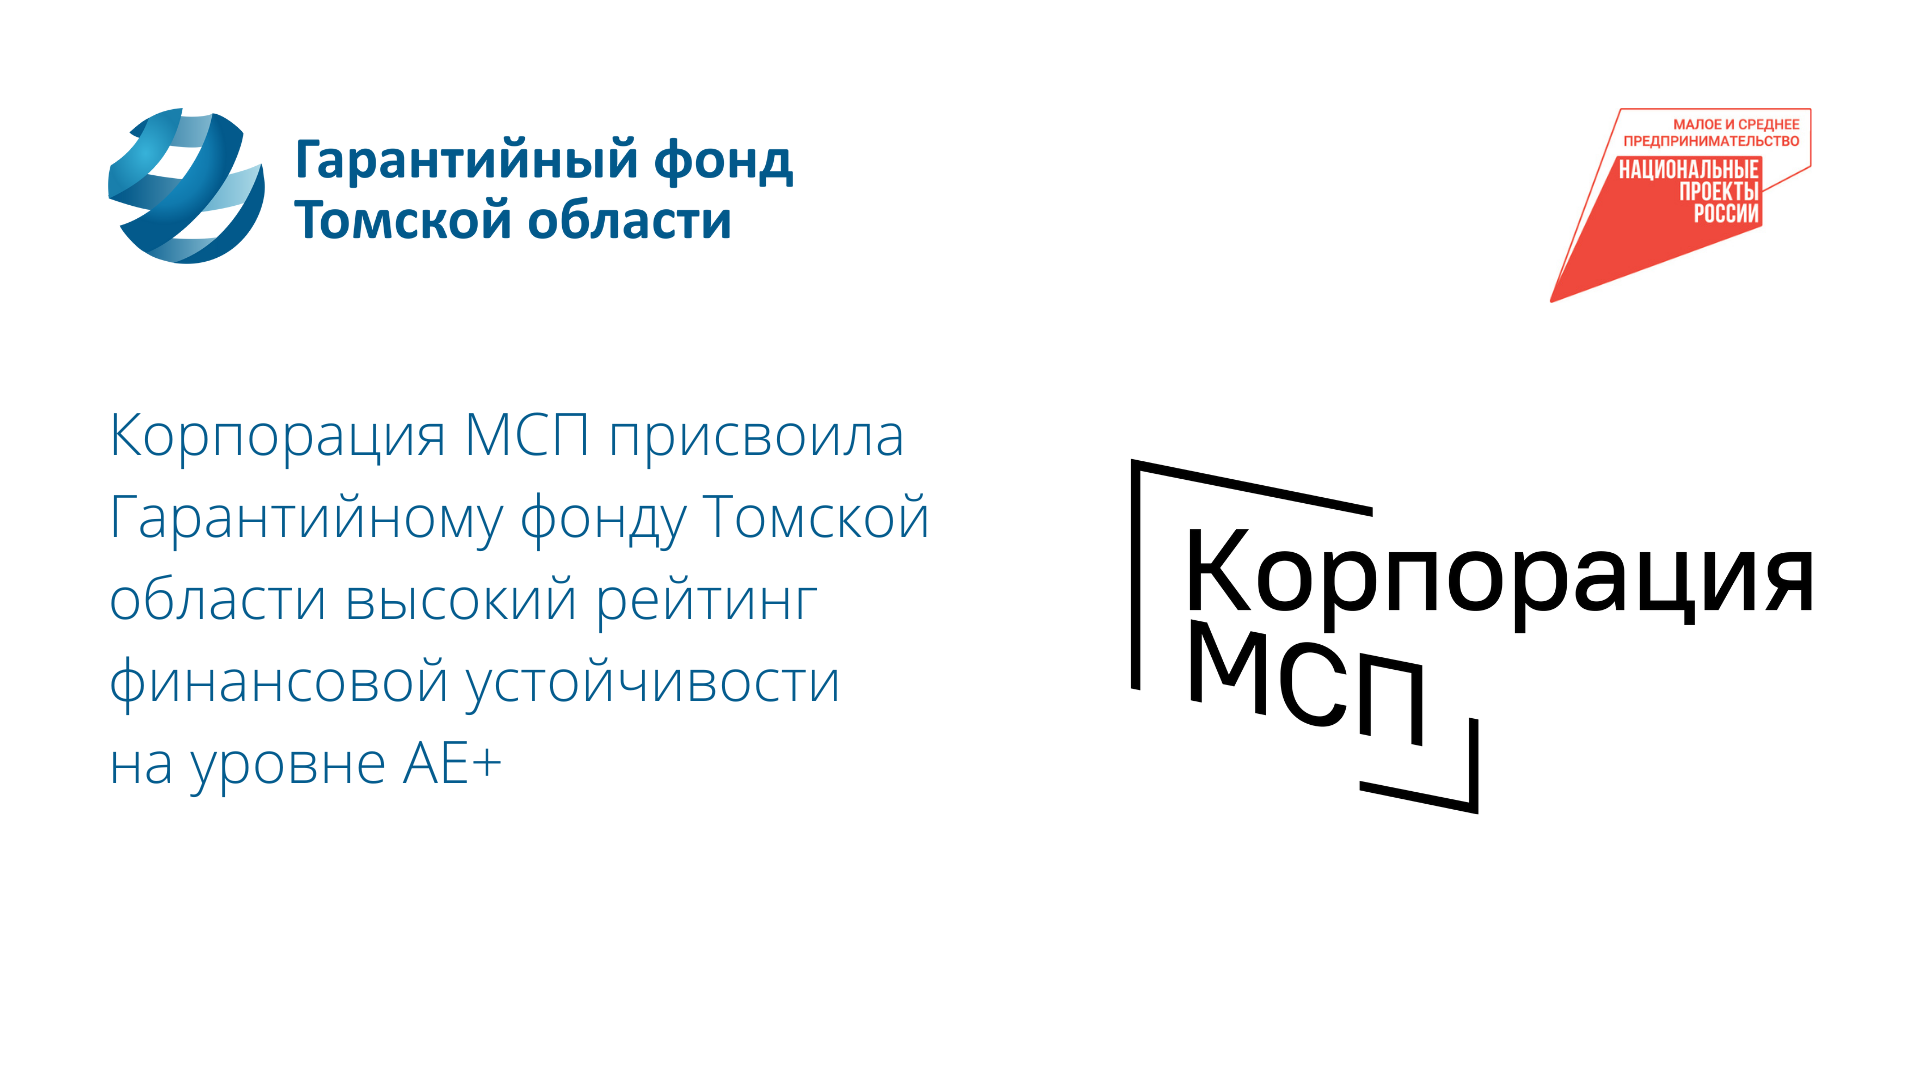 Гарантийный фонд
Томской области
МАЛОЕ И СРЕДНЕЕ
ПРЕДПРИНИМАТЕЛЬСТВО
НАЦИОНАЛЬНЫЕ
ПРОЕКТЫ
РОССИИ
Корпорация МСП присвоила
Гарантийному фонду Томской
области высокий рейтинг
финансовой устойчивости
на уровне АЕ+
Корпорация
МСП